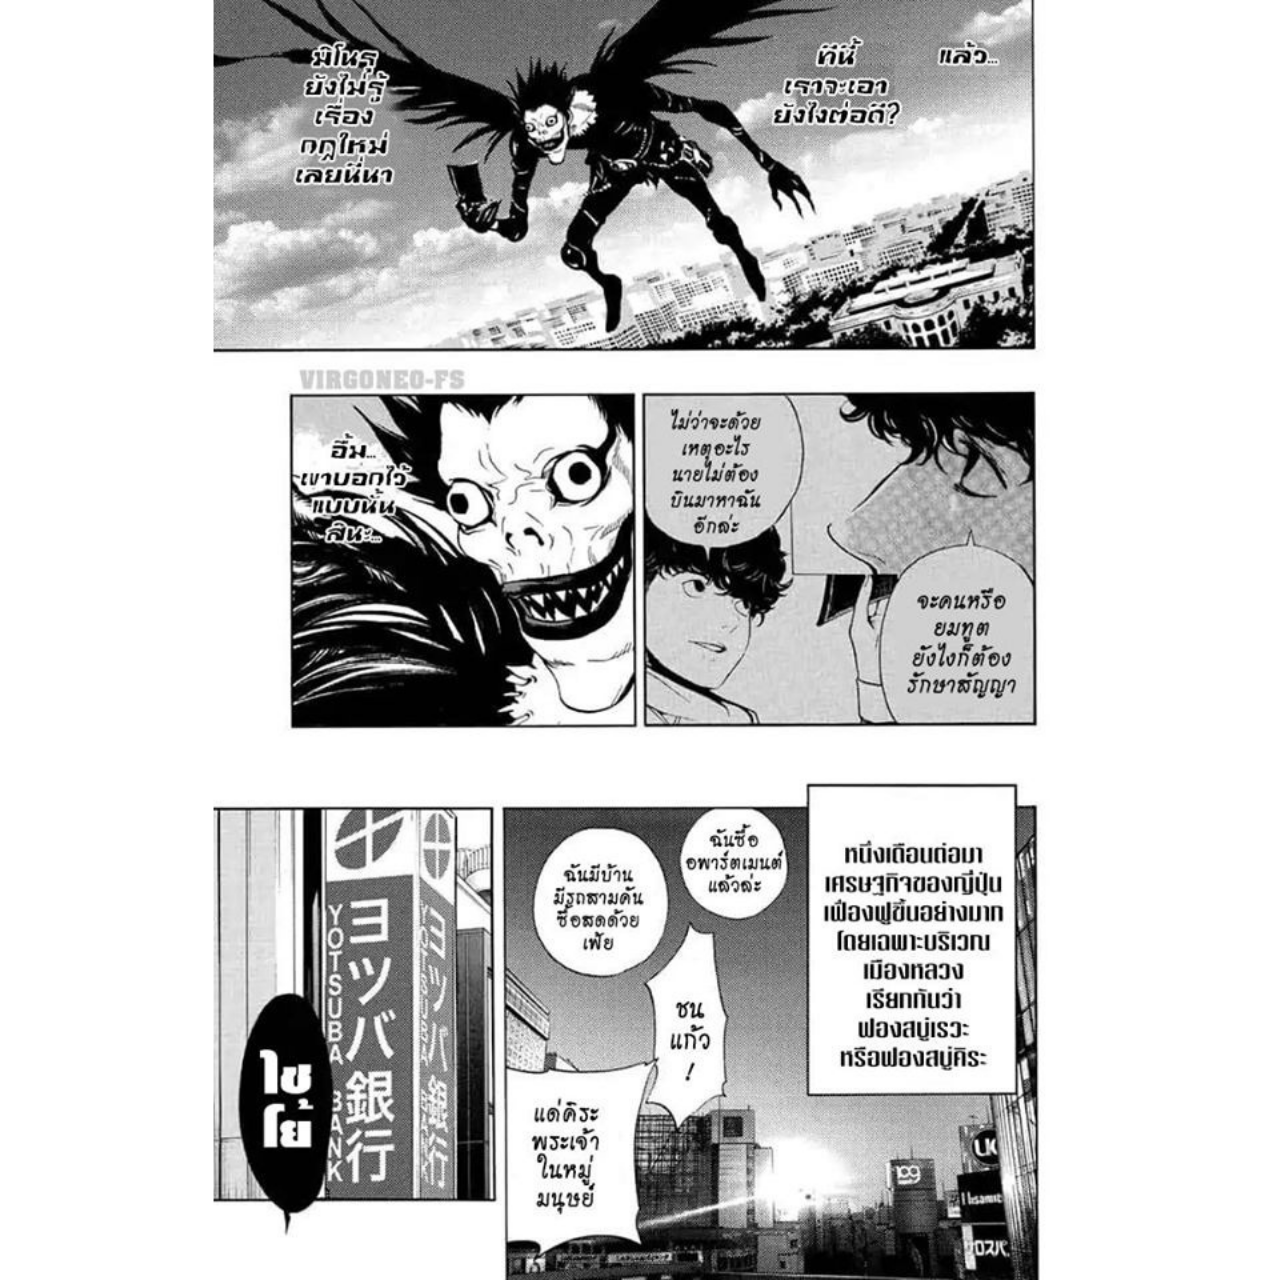 แล้ว...
ทีนี้
เราจะเอา
ยังไงต่อดี?
มิโนรุ
ยังไม่รู้
เรื่อง
กฎใหม่
เลยนี่นา
VIRGONEO-FS
ไม่ว่าจะด้วย
เหตุอะไร
นายไม่ต้อง
บินมาหาฉัน
อีกล่ะ
จะคนหรือ
ยมทูต
ยังไงก็ต้อง
รักษาสัญญา
อื้ม...
เขาบอกไว้
แบบนั้น
สินะ...
หนึ่งเดือนต่อมา
เศรษฐกิจของญี่ปุ่น
เฟื่องฟูขึ้นอย่างมาก
โดยเฉพาะบริเวณ
เมืองหลวง
เรียกกันว่า
ฟองสบู่เรวะ
หรือฟองสบู่คิระ
ฉันซื้อ
อพาร์ตเมนต์
แล้วล่ะ
ฉันมีบ้าน
มีรถสามคัน
ซื้อสดด้วย
เฟ้ย
ชน
แก้ว
!
แด่คิระ
พระเจ้า
ในหมู่
มนุษย์
UC
109
Hisamit
サロスパ
ヨツバ銀行
YOTSUBA BANK
ヨツバ銀行
YOTSUBA BANK
ไช
โย้